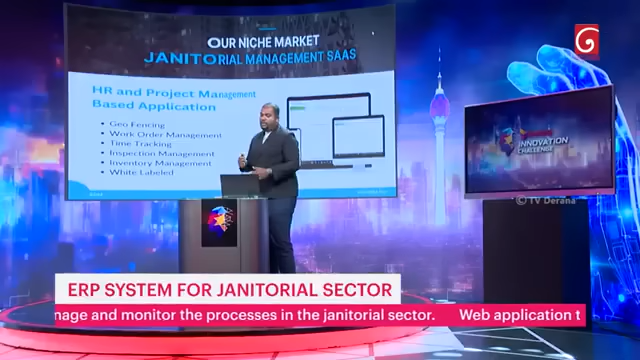 OUR NICHE MARKET
JANITORIAL MANAGEMENT SAAS
HR and Project Management
Based Application
• Geo Fencing
• Work Order Management
• Time Tracking
• Inspection Management
• Inventory Management
• White Labeled
INNOVATION
CHALLENGE
© TV Derana
ERP SYSTEM FOR JANITORIAL SECTOR
nage and monitor the processes in the janitorial sector. Web application t